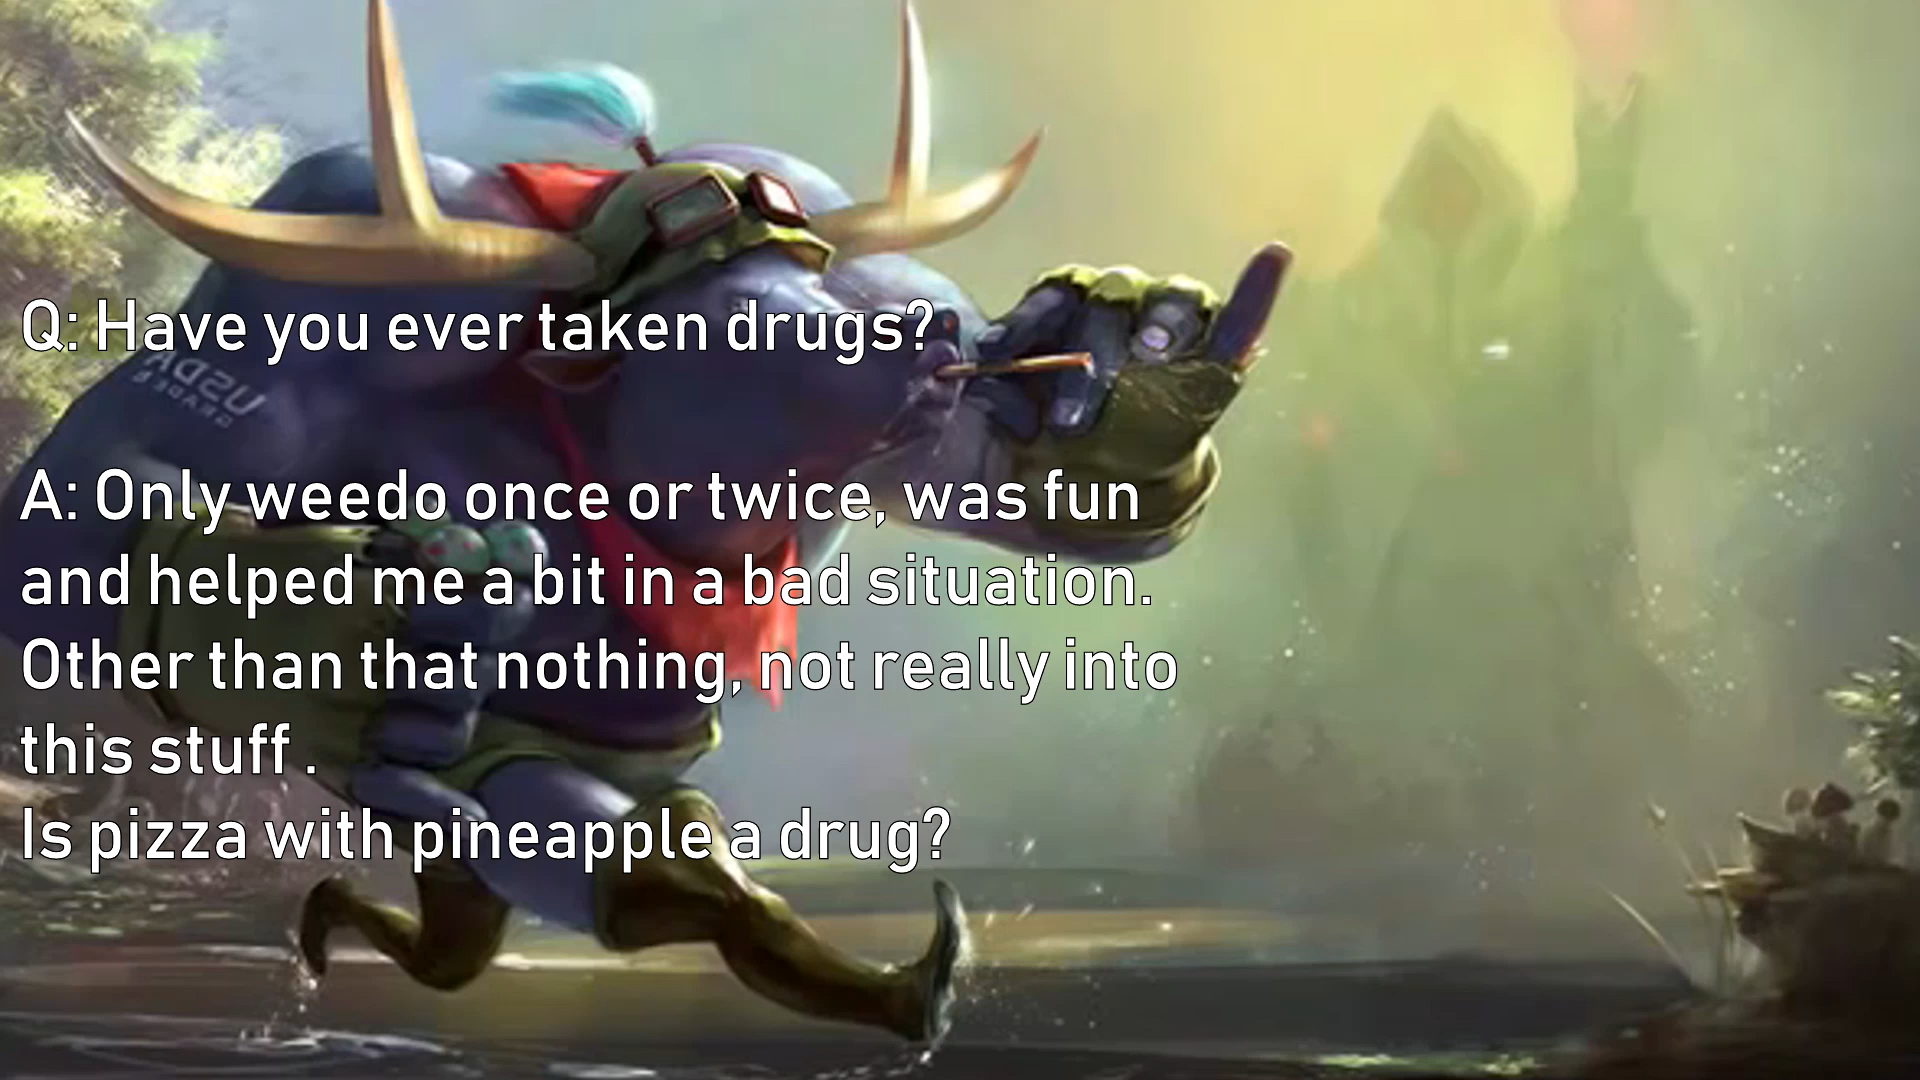 Q: Have you ever taken drugs?
USDA
A: Only weedo once or twice, was fun
and helped me a bit in a bad situation.
Other than that nothing, not really into
this stuff .
Is pizza with pineapple a drug?